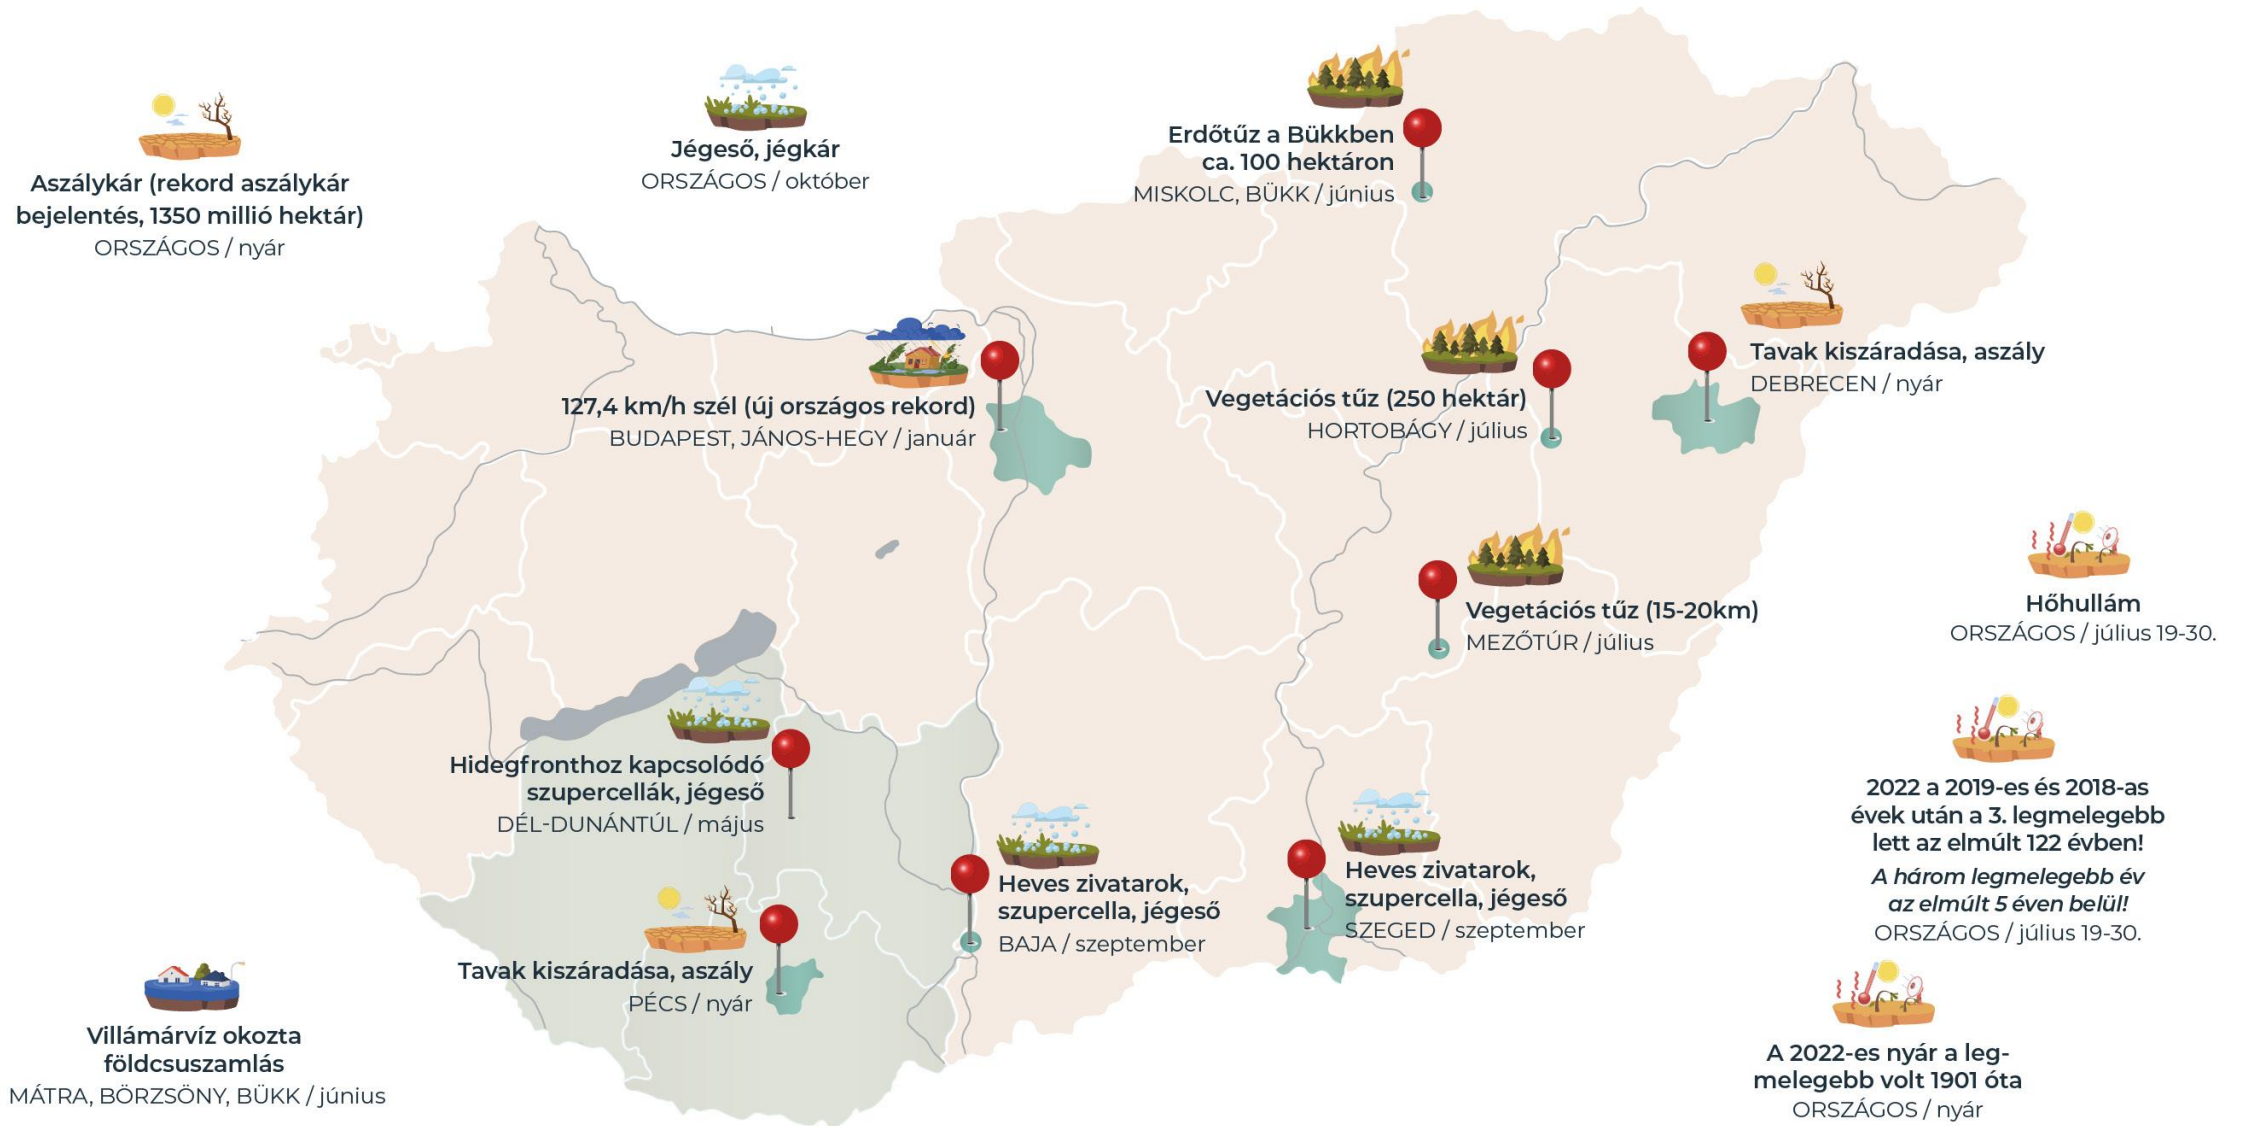 Aszálykár (rekord aszálykár
bejelentés, 1350 millió hektár)
ORSZÁGOS / nyár
Jégeső, jégkár
ORSZÁGOS / október
Erdőtűz a Bükkben
ca. 100 hektáron
MISKOLC, BÜKK / június
Tavak kiszáradása, aszály
DEBRECEN / nyár
127,4 km/h szél (új országos rekord)
BUDAPEST, JÁNOS-HEGY / január
Vegetációs tűz (250 hektár)
HORTOBÁGY / július
Vegetációs tűz (15-20km)
MEZŐTÚR / július
Hőhullám
ORSZÁGOS / július 19-30.
Hidegfronthoz kapcsolódó
szupercellák, jégeső
DÉL-DUNÁNTÚL / május
2022 a 2019-es és 2018-as
évek után a 3. legmelegebb
lett az elmúlt 122 évben!
A három legmelegebb év
az elmúlt 5 éven belül!
ORSZÁGOS / július 19-30.
Heves zivatarok,
szupercella, jégeső
BAJA / szeptember
Heves zivatarok,
szupercella, jégeső
SZEGED / szeptember
Tavak kiszáradása, aszály
PÉCS / nyár
Villámárvíz okozta
földcsuszamlás
MÁTRA, BÖRZSÖNY, BÜKK / június
A 2022-es nyár a leg-
melegebb volt 1901 óta
ORSZÁGOS / nyár